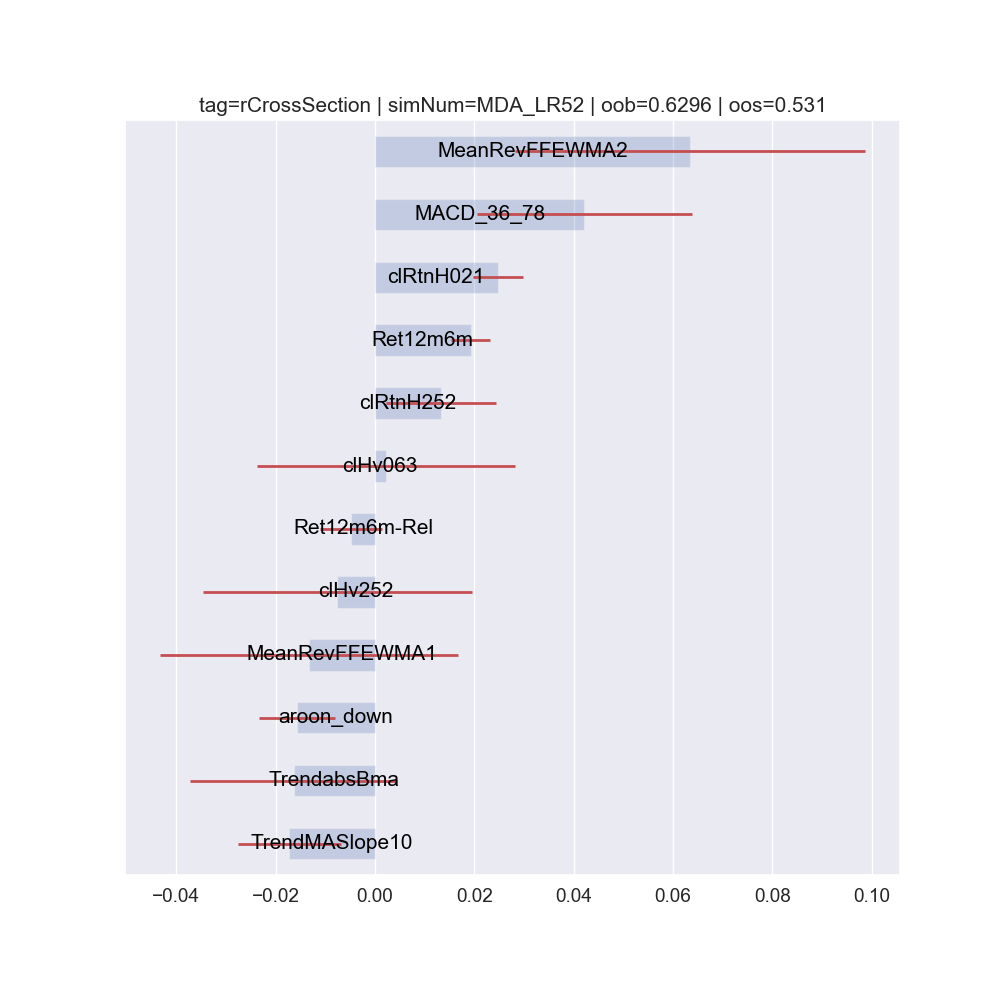 tag=rCrossSection | simNum=MDA_LR52 | oob=0.6296 | oos=0.531
MeanRevFFEWMA2
MACD_36_78
clRtnH021
Ret12m6m
clRtnH252
clHv063
Ret12m6m-Rel
clHv252
MeanRevFFEWMA1
aroon_down
TrendabsBma
TrendMASlope10
−0.04 −0.02 0.00 0.02 0.04 0.06 0.08 0.10